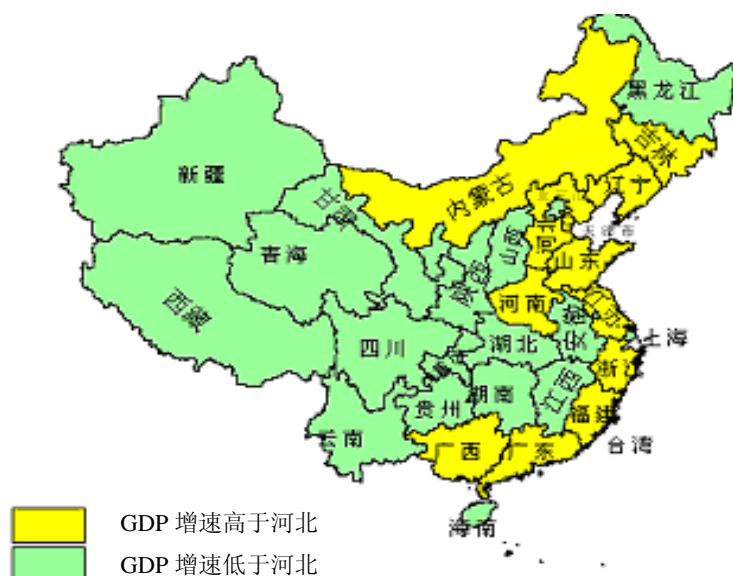 黑龙江
吉林
新疆
辽宁
内蒙古
甘肃
天津市
河北
山西
青海
山东
陕西
西藏
河南
江苏
安徽
上海
四川
湖北
浙江
湖南
江西
贵州
福建
云南
广西
广东
台湾
海南
GDP 增速高于河北
GDP 增速低于河北